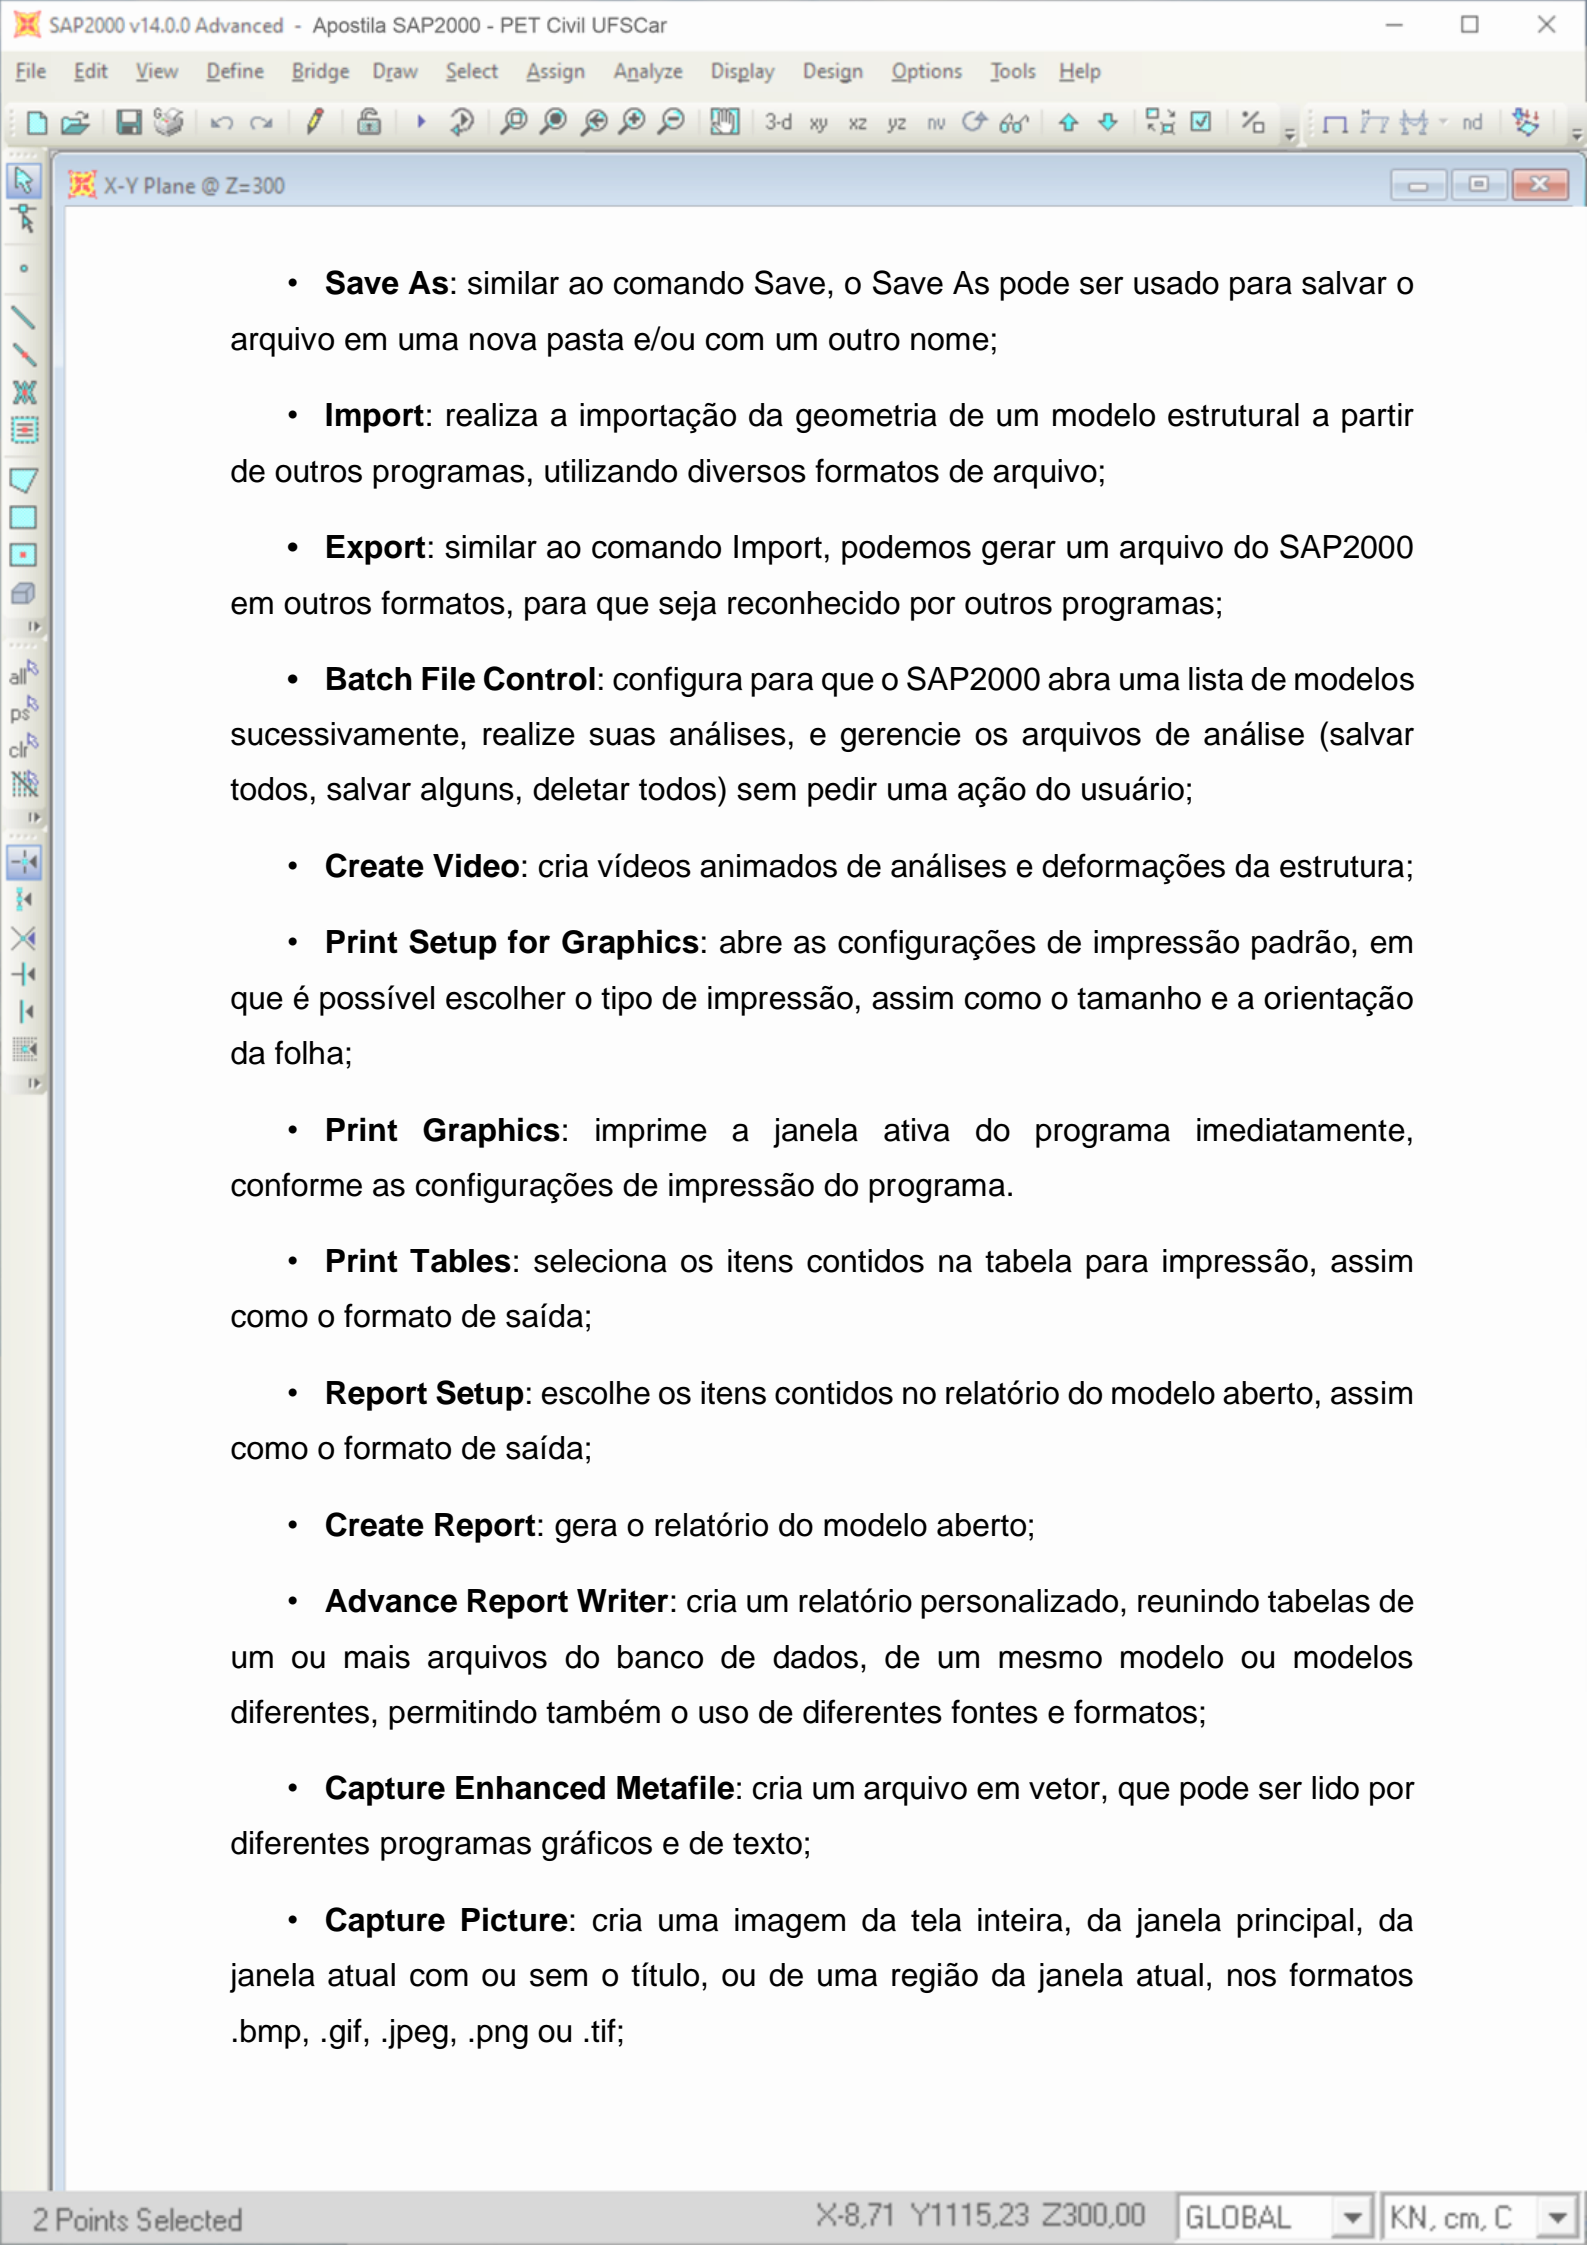 SAP2000 v14.0.0 Advanced - Apostila SAP2000 - PET Civil UFSCar
File Edit View Define Bridge Draw Select Assign Analyze Display Design Options Tools Help
3-d xy xz yz nv nd
X-Y Plane @ Z=300
all
ps
clr
• Save As: similar ao comando Save, o Save As pode ser usado para salvar o
arquivo em uma nova pasta e/ou com um outro nome;
• Import: realiza a importação da geometria de um modelo estrutural a partir
de outros programas, utilizando diversos formatos de arquivo;
• Export: similar ao comando Import, podemos gerar um arquivo do SAP2000
em outros formatos, para que seja reconhecido por outros programas;
• Batch File Control: configura para que o SAP2000 abra uma lista de modelos
sucessivamente, realize suas análises, e gerencie os arquivos de análise (salvar
todos, salvar alguns, deletar todos) sem pedir uma ação do usuário;
• Create Video: cria vídeos animados de análises e deformações da estrutura;
• Print Setup for Graphics: abre as configurações de impressão padrão, em
que é possível escolher o tipo de impressão, assim como o tamanho e a orientação
da folha;
• Print Graphics: imprime a janela ativa do programa imediatamente,
conforme as configurações de impressão do programa.
• Print Tables: seleciona os itens contidos na tabela para impressão, assim
como o formato de saída;
• Report Setup: escolhe os itens contidos no relatório do modelo aberto, assim
como o formato de saída;
• Create Report: gera o relatório do modelo aberto;
• Advance Report Writer: cria um relatório personalizado, reunindo tabelas de
um ou mais arquivos do banco de dados, de um mesmo modelo ou modelos
diferentes, permitindo também o uso de diferentes fontes e formatos;
• Capture Enhanced Metafile: cria um arquivo em vetor, que pode ser lido por
diferentes programas gráficos e de texto;
• Capture Picture: cria uma imagem da tela inteira, da janela principal, da
janela atual com ou sem o título, ou de uma região da janela atual, nos formatos
.bmp, .gif, .jpeg, .png ou .tif;
2 Points Selected X-8,71 Y1115,23 Z300,00 GLOBAL KN, cm, C